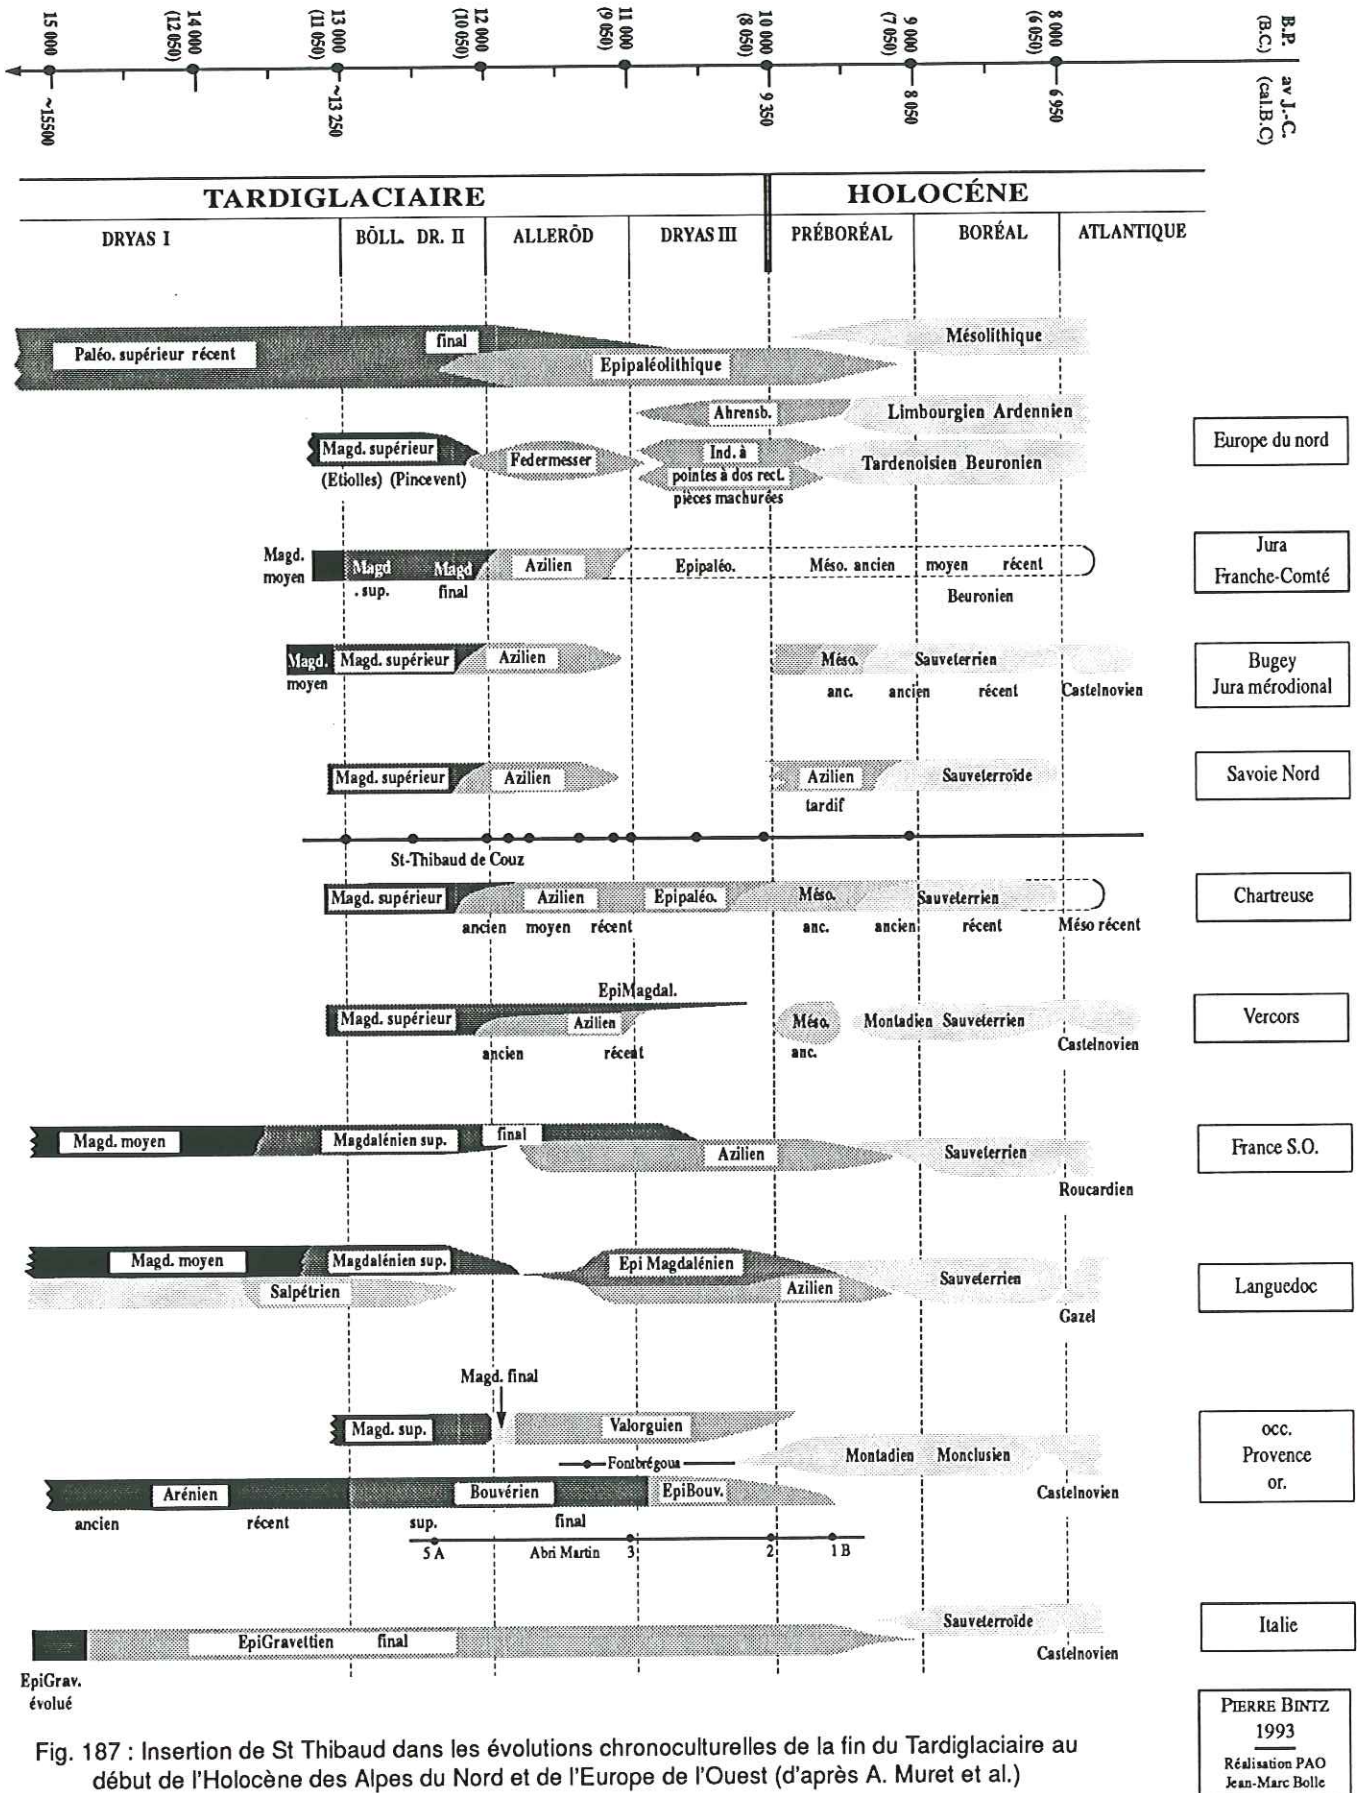 15 000
(12 050)
14 000
13 000
(11 050)
12 000
(10 050)
11 000
(9 050)
10 000
(8 050)
9 000
(7 050)
8 000
(6 050)
B.P.
(B.C.)
~15500
~13 250
9 350
8 050
6 950
av J.-C.
(cal.B.C)
TARDIGLACIAIRE
HOLOCÉNE
DRYAS I
BÖLL. DR. II
ALLERÖD
DRYAS III
PRÉBORÉAL
BORÉAL
ATLANTIQUE
Paléo. supérieur récent
final
Epipaléolithique
Mésolithique
Ahrensb.
Limbourgien Ardennien
Magd. supérieur
(Etiolles) (Pincevent)
Federmesser
Ind. à
pointes à dos rect.
pièces machurées
Tardenoisien Beuronien
Europe du nord
Magd.
moyen
Magd
. sup.
Magd
final
Azilien
Epipaléo.
Méso. ancien
moyen
récent
Beuronien
Jura
Franche-Comté
Magd.
moyen
Magd. supérieur
Azilien
Méso.
anc.
Sauveterrien
ancien
récent
Castelnovien
Bugey
Jura mérodional
Magd. supérieur
Azilien
Azilien
tardif
Sauveterroïde
Savoie Nord
St-Thibaud de Couz
Magd. supérieur
Azilien
Epipaléo.
Méso.
Sauveterrien
ancien
moyen
récent
anc.
ancien
récent
Méso récent
Chartreuse
EpiMagdal.
Magd. supérieur
Azilien
ancien
récent
Méso.
anc.
Montadien Sauveterrien
Castelnovien
Vercors
Magd. moyen
Magdalénien sup.
final
Azilien
Sauveterrien
Roucardien
France S.O.
Magd. moyen
Magdalénien sup.
Salpétrien
Epi Magdalénien
Azilien
Sauveterrien
Gazel
Languedoc
Magd. final
Magd. sup.
Valorguien
Fontbrégoua
Montadien Monclusien
Castelnovien
occ.
Provence
or.
Arénien
Bouvérien
EpiBouv.
ancien
récent
sup.
final
5 A
Abri Martin
3
2
1 B
EpiGravettien final
Sauveterroïde
Castelnovien
Italie
EpiGrav.
évolué
PIERRE BINTZ
1993
Réalisation PAO
Jean-Marc Bolle
Fig. 187 : Insertion de St Thibaud dans les évolutions chronoculturelles de la fin du Tardiglaciaire au
début de l'Holocène des Alpes du Nord et de l'Europe de l'Ouest (d'après A. Muret et al.)